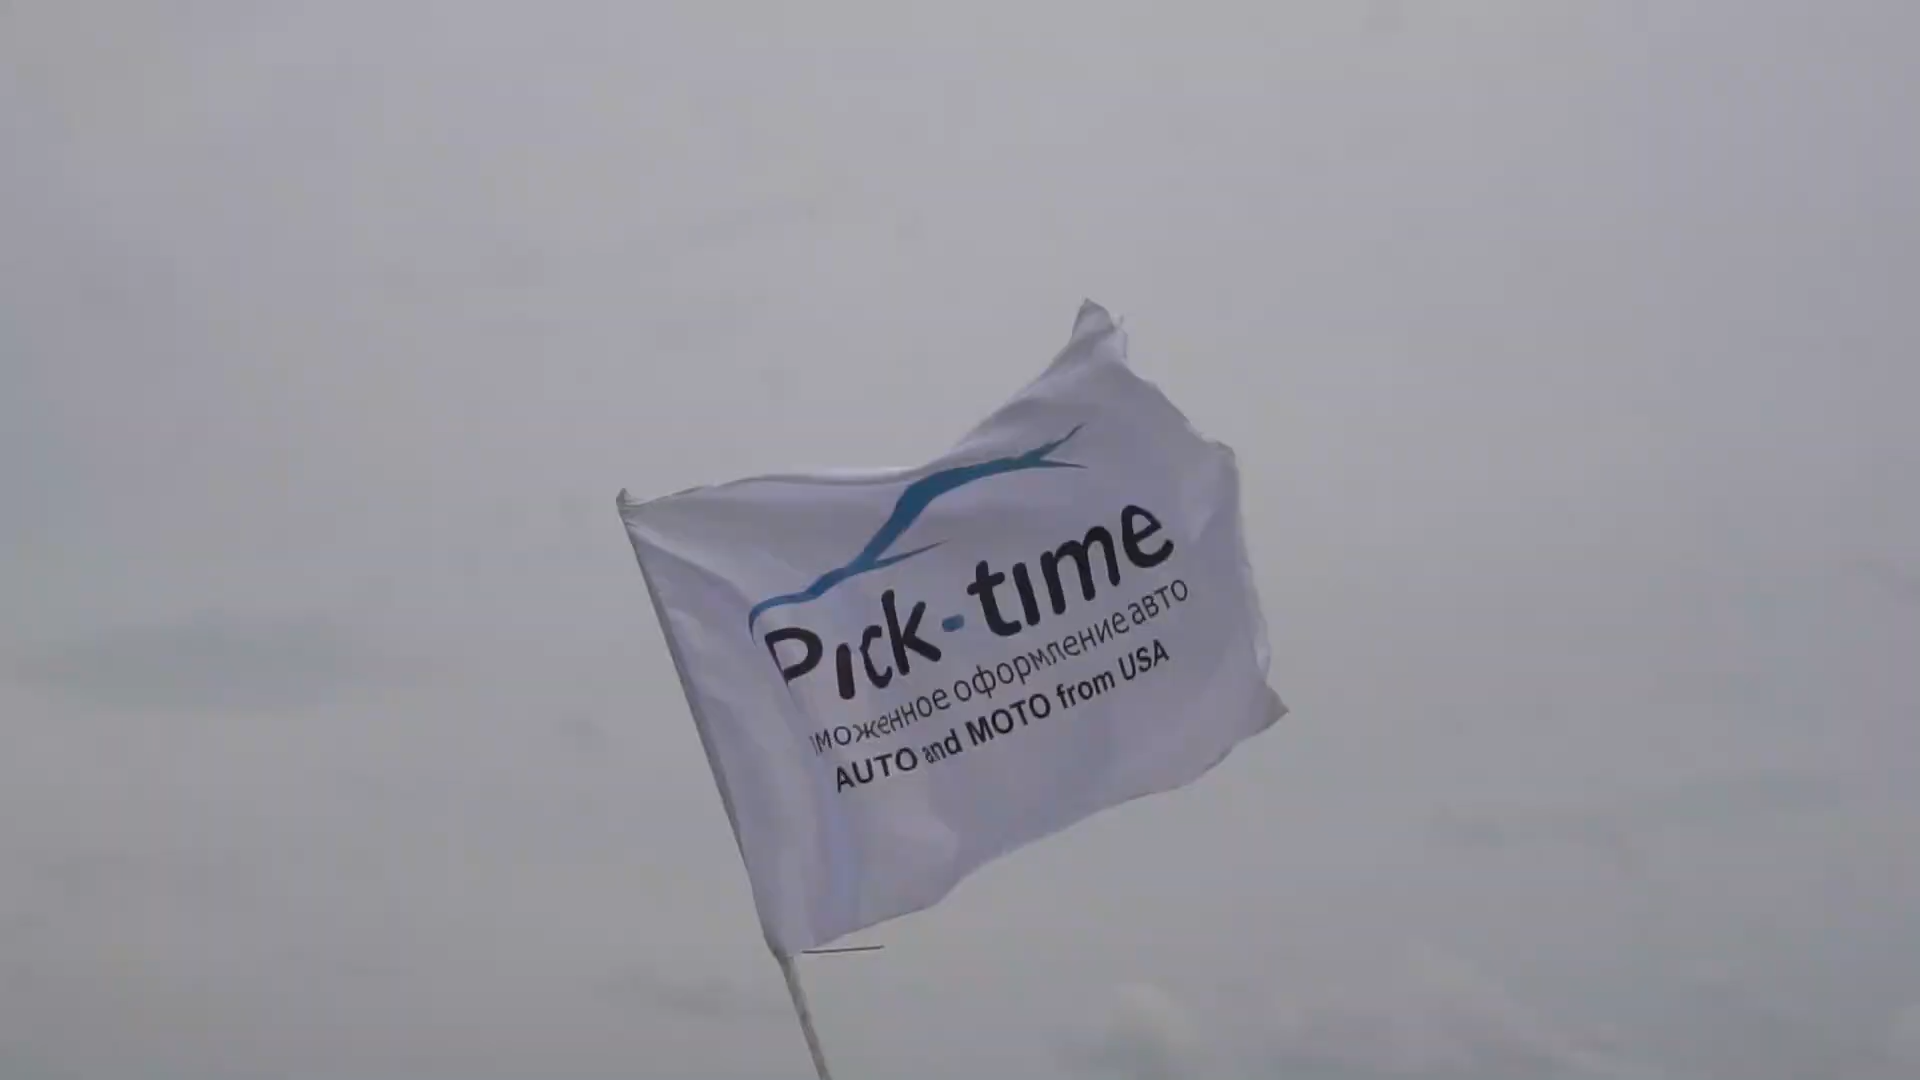 Pick-time
моженное оформление авто
AUTO and MOTO from USA